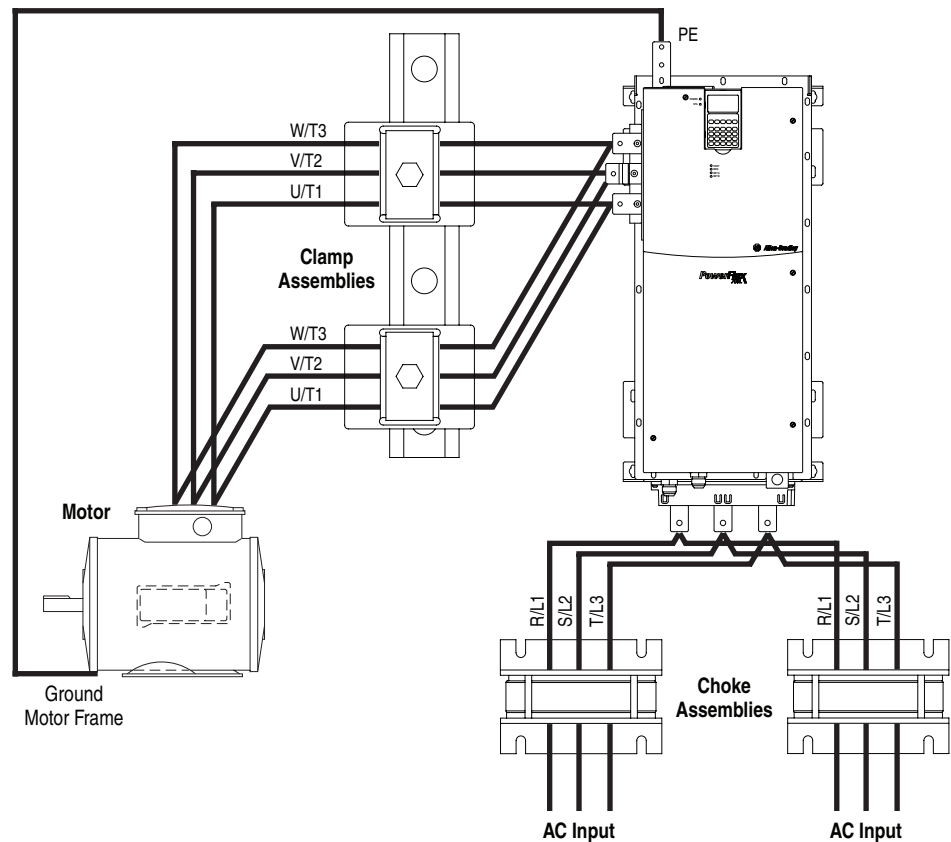 PE
W/T3
V/T2
U/T1
Allen-Bradley
PowerFlex
Clamp
Assemblies
W/T3
V/T2
U/T1
Motor
Ground
Motor Frame
R/L1
S/L2
T/L3
R/L1
S/L2
T/L3
Choke
Assemblies
AC Input
AC Input